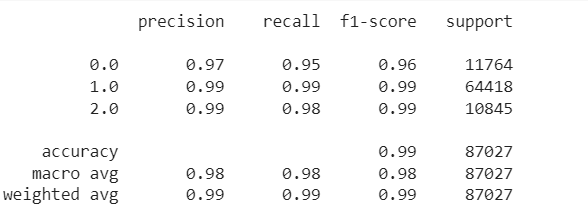 precision recall f1-score support
0.0 0.97 0.95 0.96 11764
1.0 0.99 0.99 0.99 64418
2.0 0.99 0.98 0.99 10845
accuracy 0.99 87027
macro avg 0.98 0.98 0.98 87027
weighted avg 0.99 0.99 0.99 87027